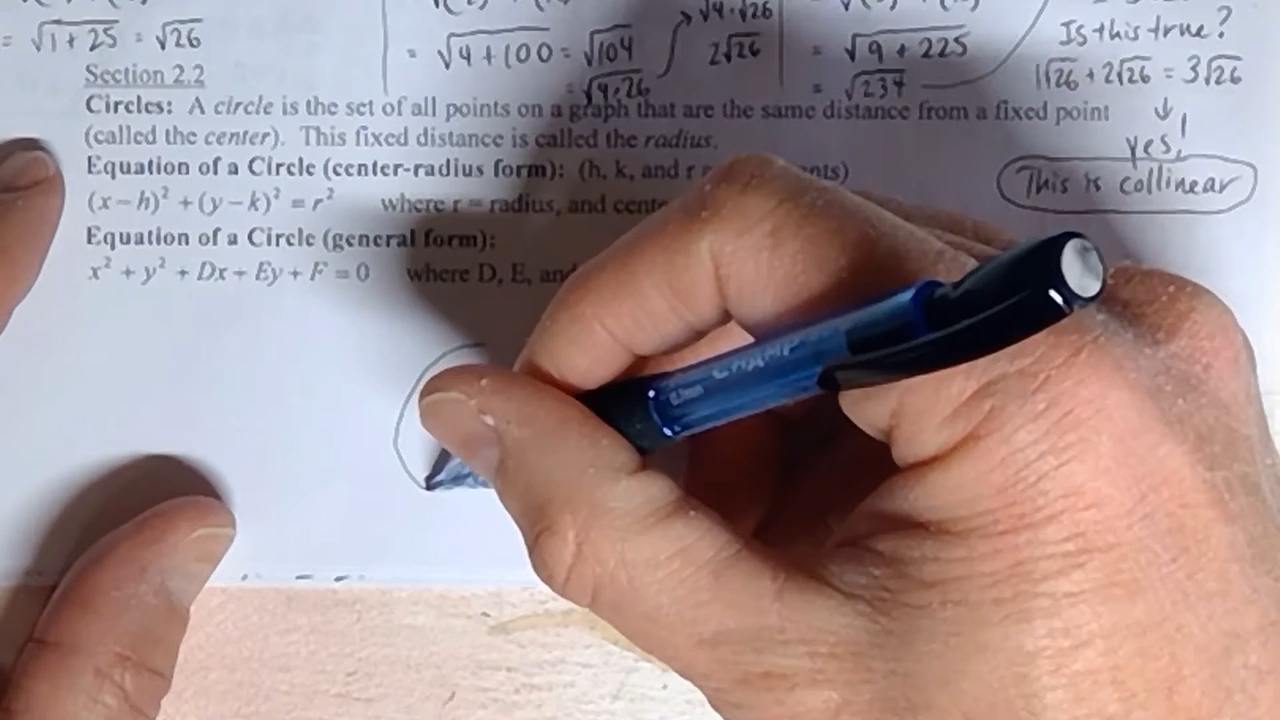 √4·√26
= √1+25 = √26
= √4+100 = √104
2√26
= √9+225
Is this true?
= √4·26
= √234
1√26 + 2√26 = 3√26
Section 2.2
Circles: A circle is the set of all points on a graph that are the same distance from a fixed point
(called the center). This fixed distance is called the radius.
yes!
Equation of a Circle (center-radius form): (h, k, and r
This is collinear
(x − h)² + (y − k)² = r² where r = radius, and
Equation of a Circle (general form):
x² + y² + Dx + Ey + F = 0 where D, E, and
CHAMP